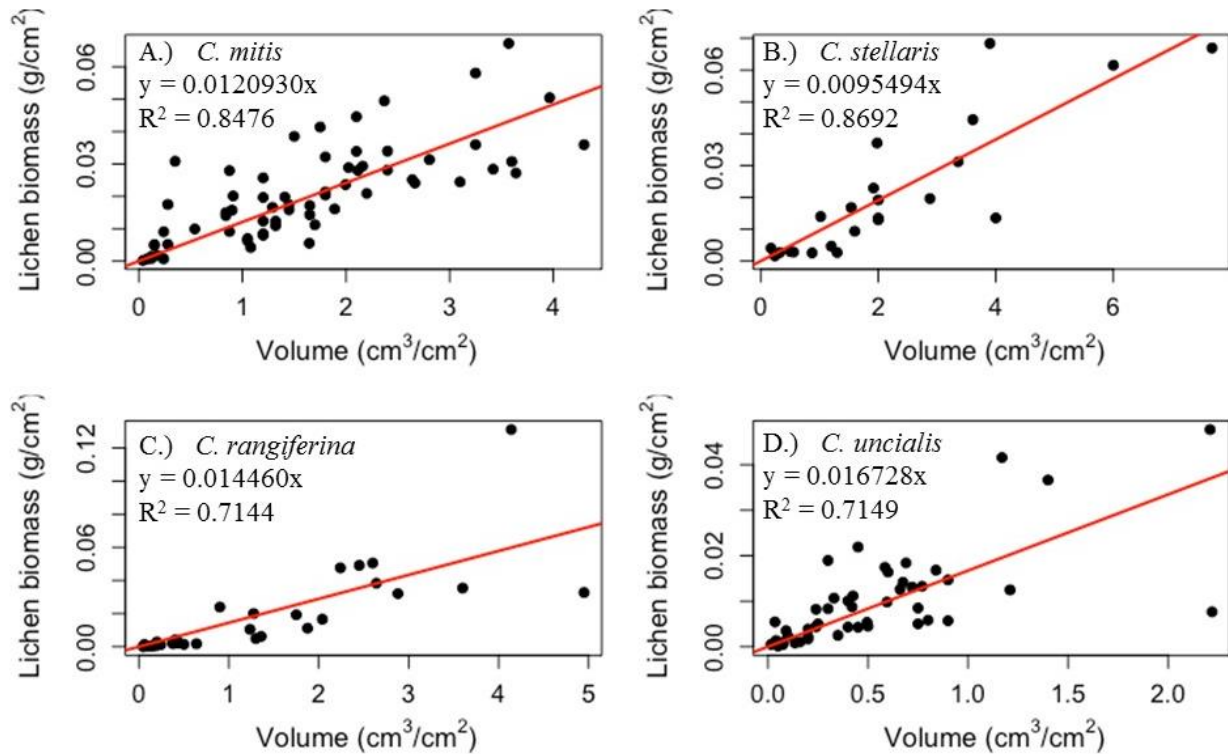 A.) C. mitis
y = 0.0120930x
R² = 0.8476
Lichen biomass (g/cm²)
0.00 0.03 0.06
0 1 2 3 4
Volume (cm³/cm²)
B.) C. stellaris
y = 0.0095494x
R² = 0.8692
Lichen biomass (g/cm²)
0.00 0.03 0.06
0 2 4 6
Volume (cm³/cm²)
C.) C. rangiferina
y = 0.014460x
R² = 0.7144
Lichen biomass (g/cm²)
0.00 0.06 0.12
0 1 2 3 4 5
Volume (cm³/cm²)
D.) C. uncialis
y = 0.016728x
R² = 0.7149
Lichen biomass (g/cm²)
0.00 0.02 0.04
0.0 0.5 1.0 1.5 2.0
Volume (cm³/cm²)